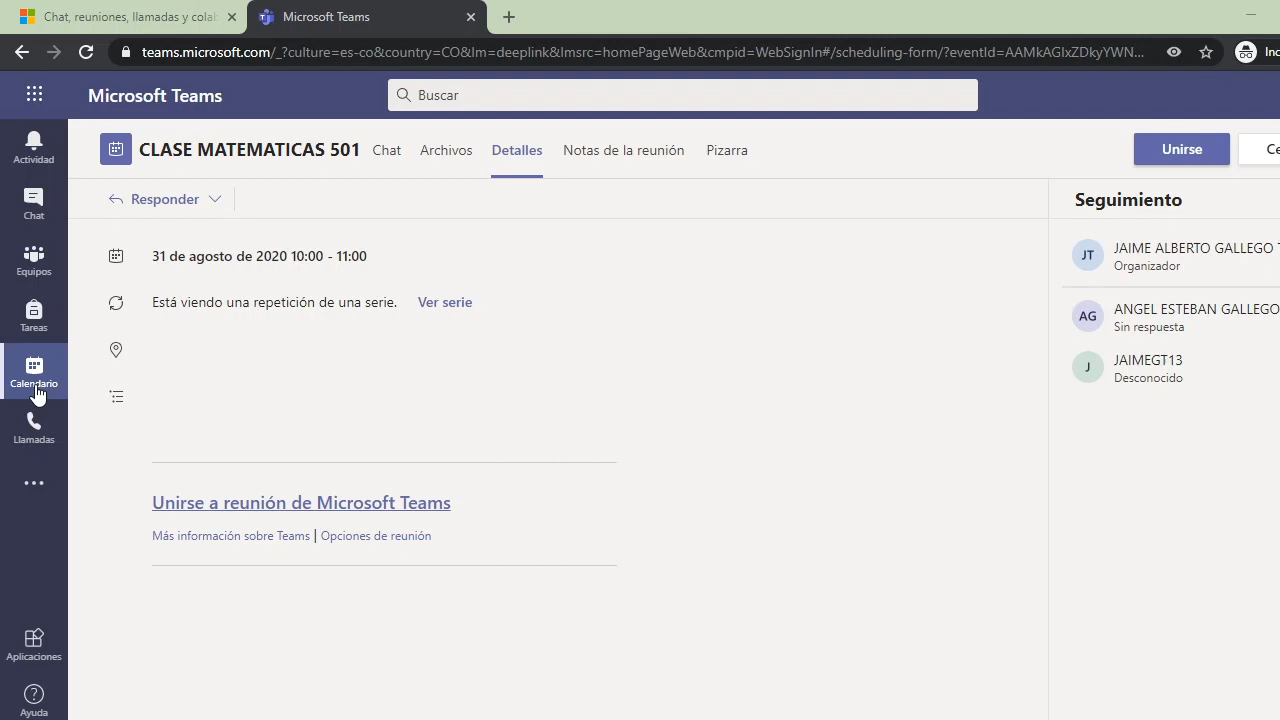 Chat, reuniones, llamadas y cola
Microsoft Teams
teams.microsoft.com/_?culture=es-co&country=CO&lm=deeplink&lmsrc=homePageWeb&cmpid=WebSignIn#/scheduling-form/?eventId=AAMkAGIxZDkyYWN...
Inc
Microsoft Teams
Buscar
Actividad
Chat
Equipos
Tareas
Calendario
Llamadas
Aplicaciones
Ayuda
CLASE MATEMATICAS 501
Chat
Archivos
Detalles
Notas de la reunión
Pizarra
Unirse
Ce
Responder
31 de agosto de 2020 10:00 - 11:00
Está viendo una repetición de una serie. Ver serie
Unirse a reunión de Microsoft Teams
Más información sobre Teams | Opciones de reunión
Seguimiento
JT
JAIME ALBERTO GALLEGO T
Organizador
AG
ANGEL ESTEBAN GALLEGO
Sin respuesta
J
JAIMEGT13
Desconocido